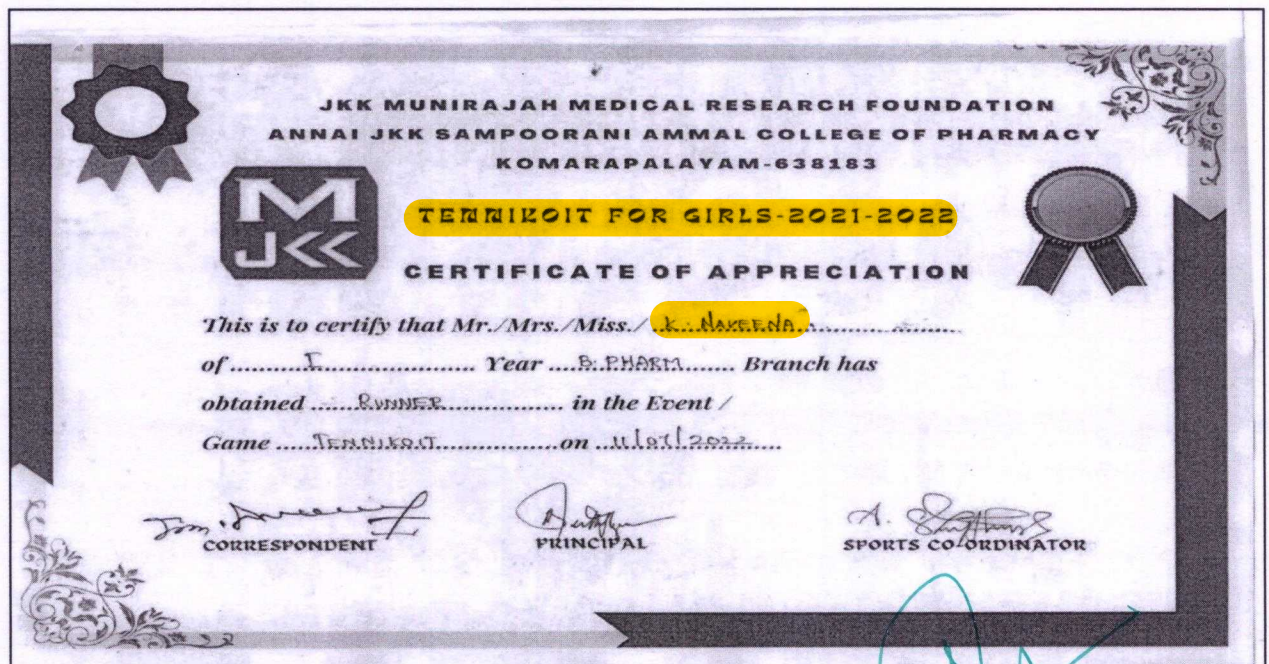 JKK MUNIRAJAH MEDICAL RESEARCH FOUNDATION
ANNAI JKK SAMPOORANI AMMAL COLLEGE OF PHARMACY
KOMARAPALAYAM-638183
M
JKK
TENNIKOIT FOR GIRLS-2021-2022
CERTIFICATE OF APPRECIATION
This is to certify that Mr./Mrs./Miss./ K. NAVEENA
of ............ I ............ Year .... B.PHARM ........ Branch has
obtained ...... RUNNER ............ in the Event /
Game ...... TENNIKOIT ............ on ... 11/07/2022 ......
CORRESPONDENT
PRINCIPAL
SPORTS CO-ORDINATOR